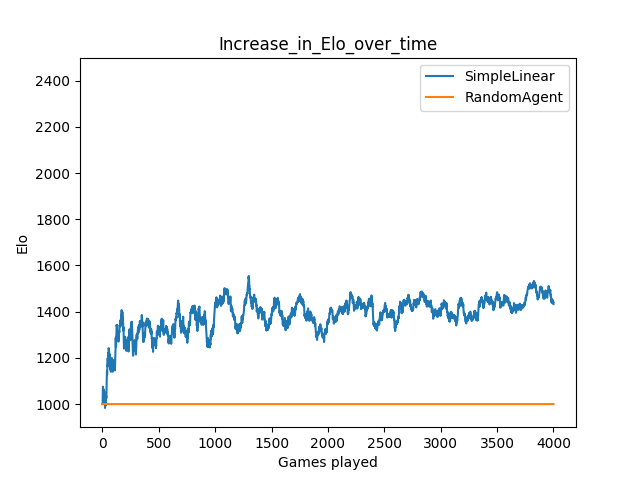 Increase_in_Elo_over_time
SimpleLinear
RandomAgent
2400
2200
2000
1800
1600
1400
1200
1000
Elo
0 500 1000 1500 2000 2500 3000 3500 4000
Games played